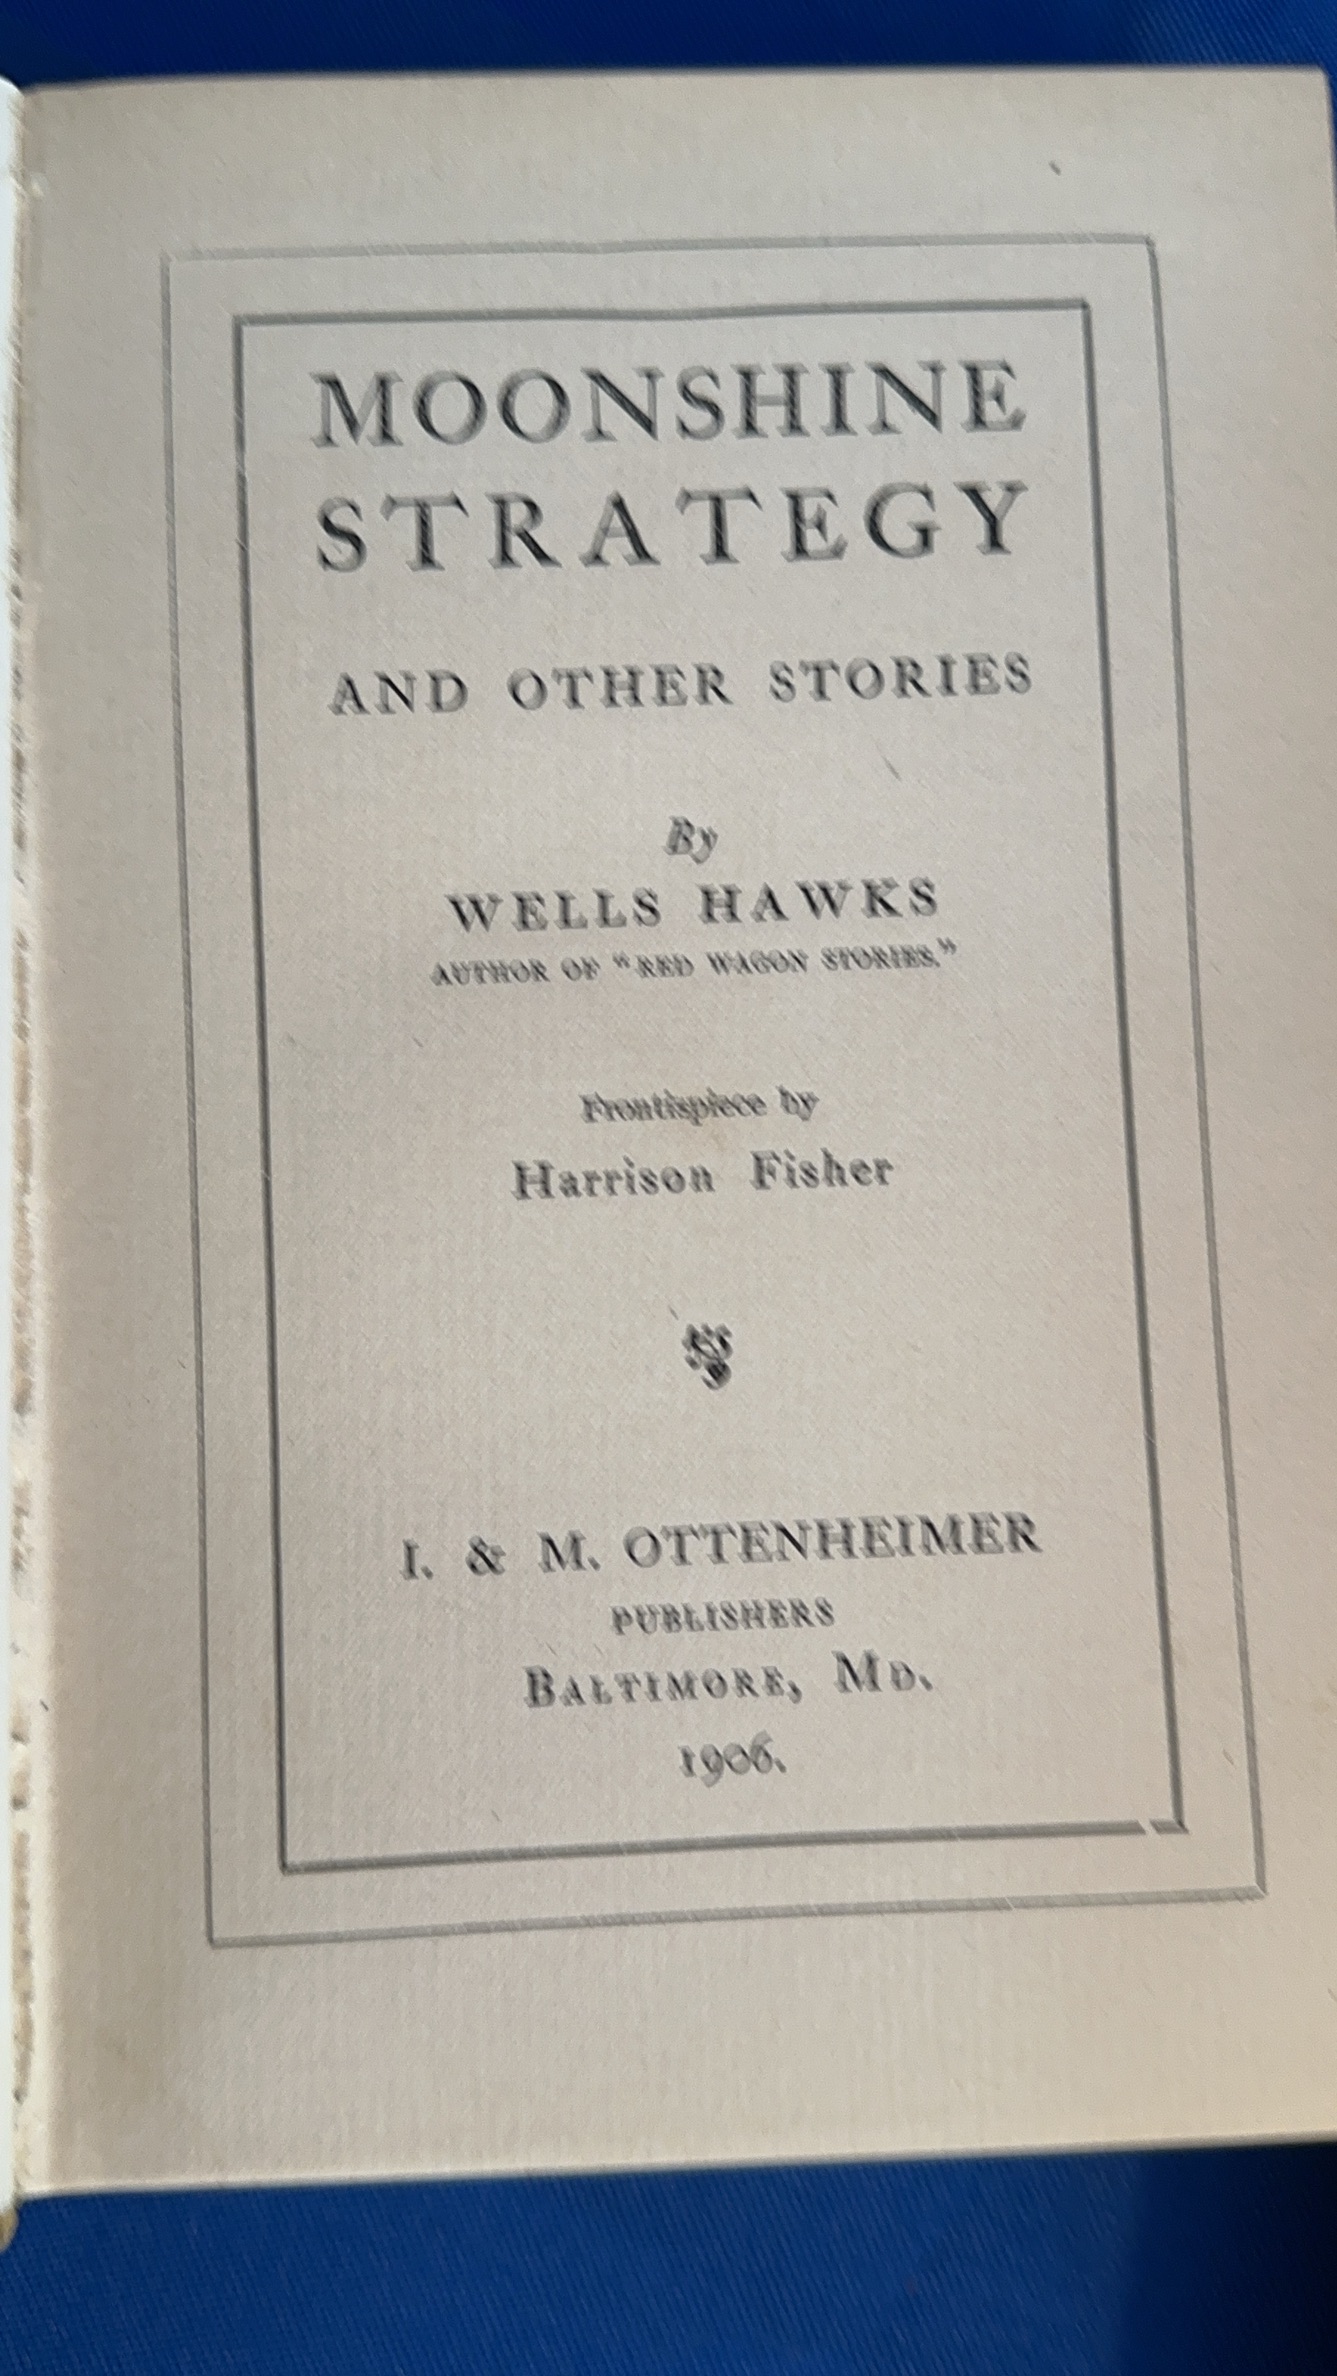 MOONSHINE
STRATEGY
AND OTHER STORIES
By
WELLS HAWKS
AUTHOR OF “RED WAGON STORIES.”
Frontispiece by
Harrison Fisher
I. & M. OTTENHEIMER
PUBLISHERS
BALTIMORE, MD.
1906.